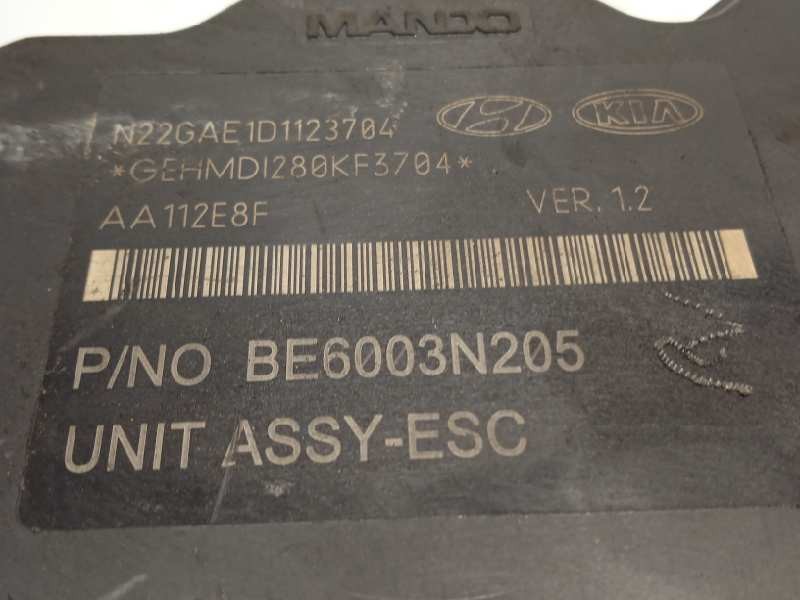 MANDO
N22GAE1D1123704
KIA
*GEHMDI280KF3704*
AA112E8F
VER. 1.2
P/NO BE6003N205
UNIT ASSY-ESC